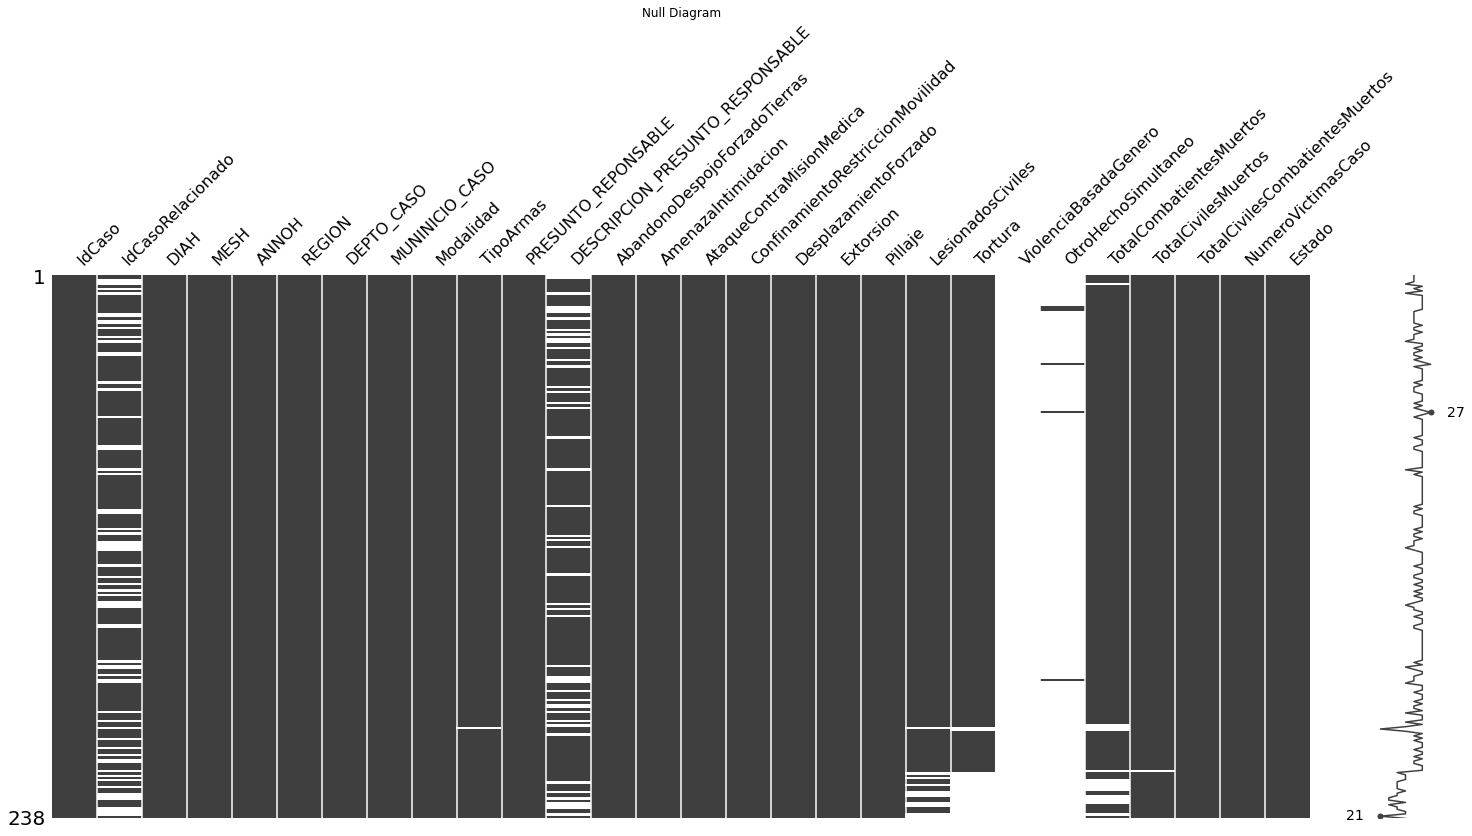 Null Diagram
IdCaso
IdCasoRelacionado
DIAH
MESH
ANNOH
REGION
DEPTO_CASO
MUNINICIO_CASO
Modalidad
TipoArmas
PRESUNTO_REPONSABLE
DESCRIPCION_PRESUNTO_RESPONSABLE
AbandonoDespojoForzadoTierras
AmenazaIntimidacion
AtaqueContraMisionMedica
ConfinamientoRestriccionMovilidad
DesplazamientoForzado
Extorsion
Pillaje
LesionadosCiviles
Tortura
ViolenciaBasadaGenero
OtroHechoSimultaneo
TotalCombatientesMuertos
TotalCivilesMuertos
TotalCivilesCombatientesMuertos
NumeroVictimasCaso
Estado
1
27
238
21